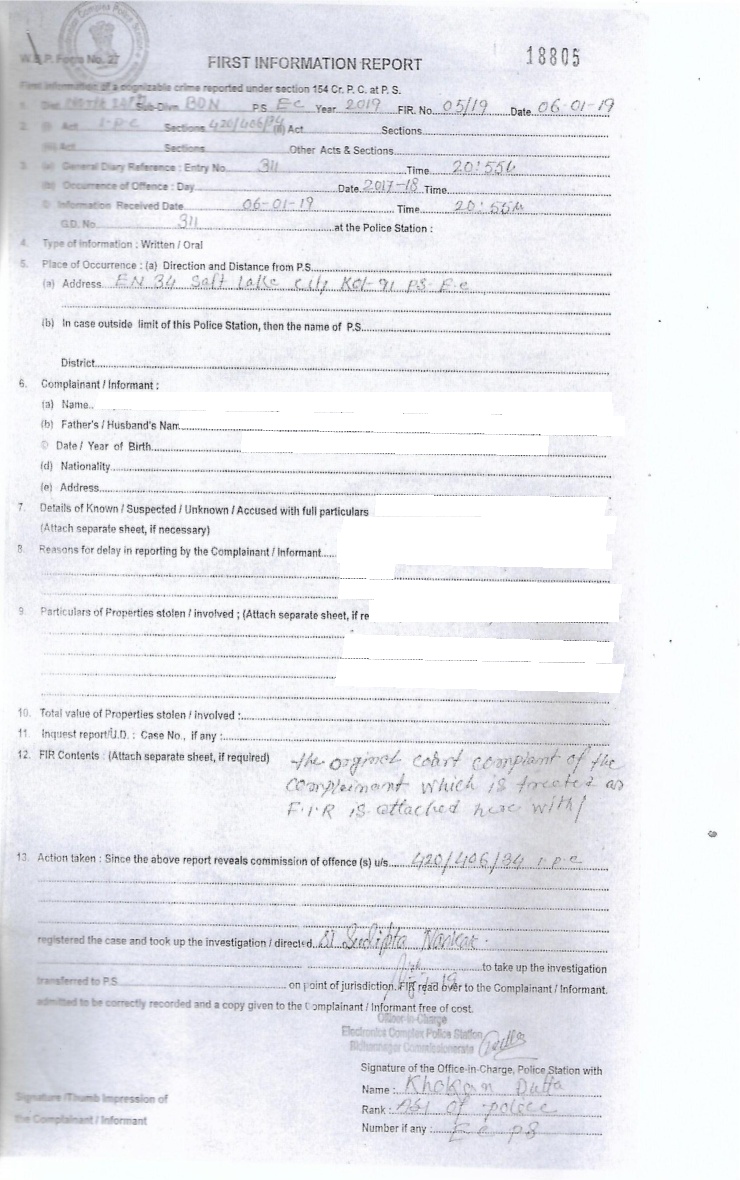 W.B.P. Form No. 27
FIRST INFORMATION REPORT
18805
First Information of a cognizable crime reported under section 154 Cr. P. C. at P. S.
1. Dist. North 24 Sub-Divn. BDN P.S. EC Year 2019 FIR. No. 05/19 Date 06-01-19
2. (i) Act I.P.C Sections 420/406/34 (ii) Act Sections
(iii) Act Sections Other Acts & Sections
3. (a) General Diary Reference : Entry No. 311 Time 20:55h
(b) Occurrence of Offence : Day Date 2017-18 Time.
© Information Received Date 06-01-19 Time 20:55h
G.D. No. 311 at the Police Station :
4. Type of information : Written / Oral
5. Place of Occurrence : (a) Direction and Distance from P.S.
(a) Address EN 34 Salt Lake City Kol-91 PS. E.C
(b) In case outside limit of this Police Station, then the name of P.S.
District
6. Complainant / Informant :
(a) Name
(b) Father's / Husband's Nam
© Date / Year of Birth
(d) Nationality
(e) Address
7. Details of Known / Suspected / Unknown / Accused with full particulars
(Attach separate sheet, if necessary)
8. Reasons for delay in reporting by the Complainant / Informant
9. Particulars of Properties stolen / involved ; (Attach separate sheet, if re
10. Total value of Properties stolen / involved :
11. Inquest report/U.D. : Case No., if any :
12. FIR Contents : (Attach separate sheet, if required) the orginal court complaint of the
complainant which is treated as
F.I.R is attached here with/
13. Action taken : Since the above report reveals commission of offence (s) u/s. 420/406/34 I.P.C
registered the case and took up the investigation / directed SI Sudipta Naskar
to take up the investigation
transferred to P.S. on point of jurisdiction. FIR read over to the Complainant / Informant.
admitted to be correctly recorded and a copy given to the Complainant / Informant free of cost.
Officer-in-Charge
Electronics Complex Police Station
Bidhannagar Commissionerate
Signature of the Office-in-Charge, Police Station with
Name : Khokan Dutta
Rank : ASI of police
Number if any : Ec PS
Signature /Thumb Impression of
the Complainant / Informant